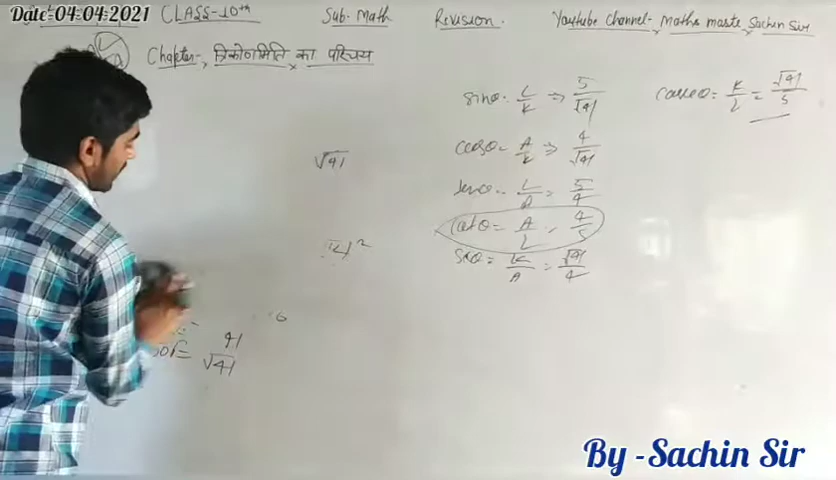 Date=04-04-2021 CLASS-10th Sub. Math Revision. Youtube Channel- Maths maste, Sachin Sir
Chapter- त्रिकोणमिति का परिचय
sinθ = L/K ⇒ 5/√41
cosecθ = K/L = √41/5
cosθ = A/K ⇒ 4/√41
√41
L/A = 5/4
cotθ = A/L = 4/5
secθ = K/A = √41/4
41
√41
By -Sachin Sir